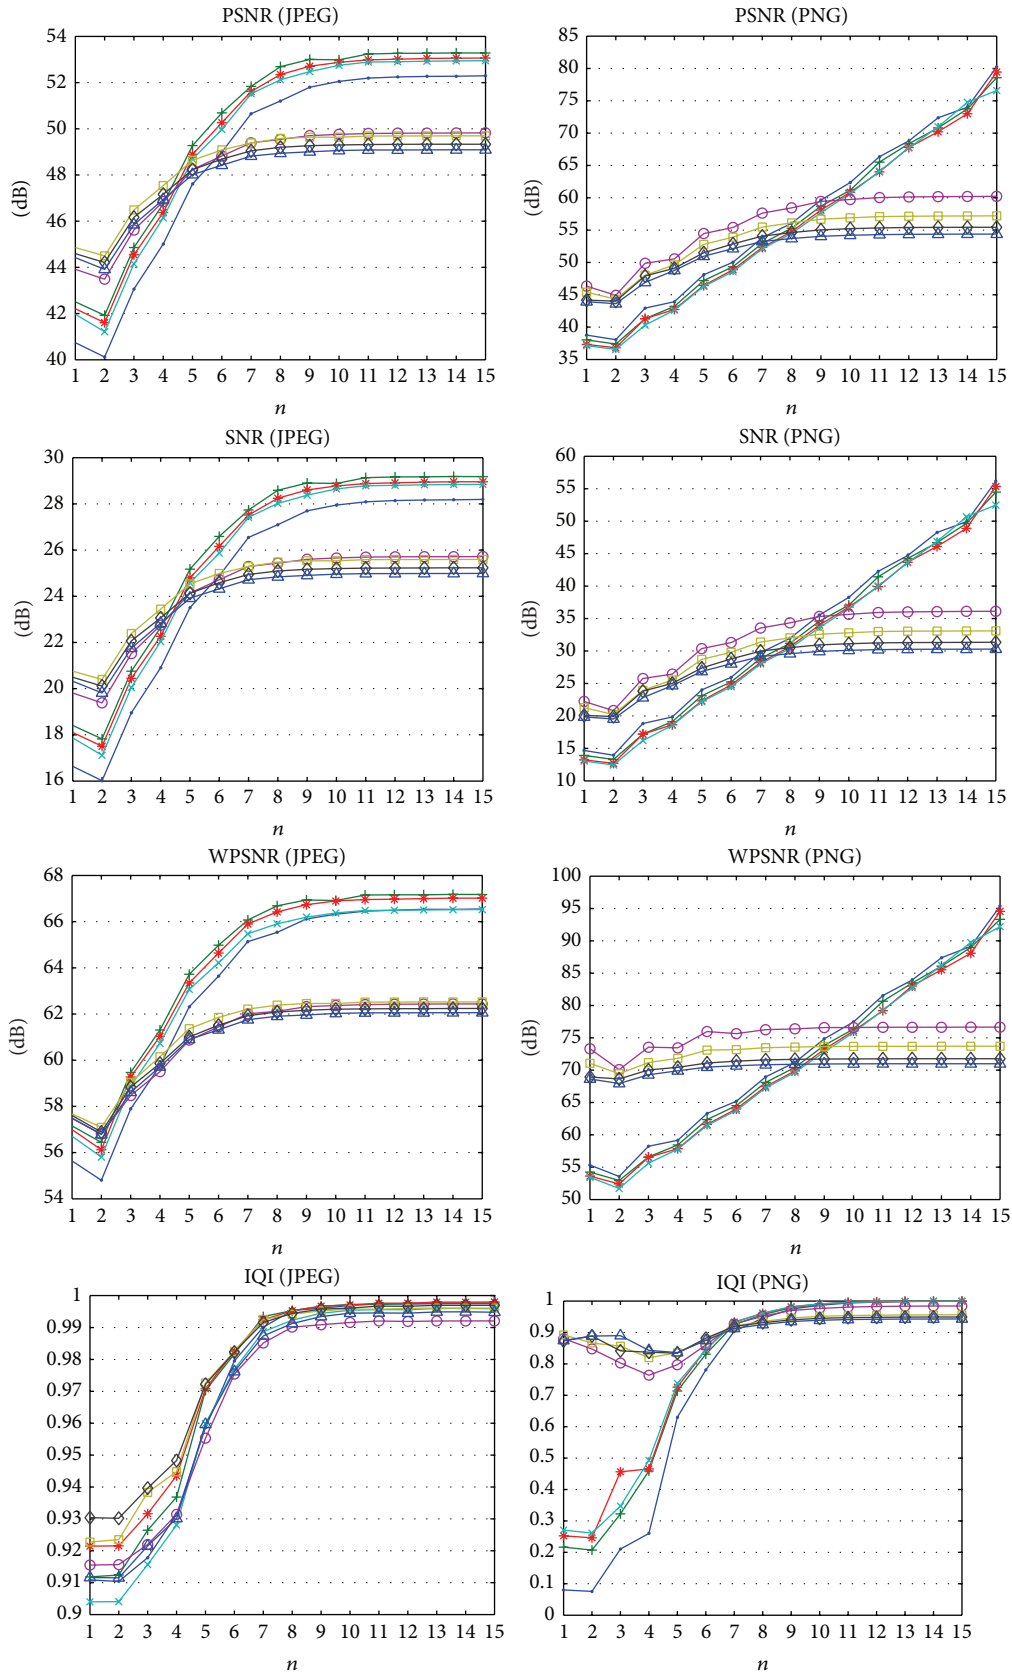 PSNR (JPEG)
54
52
50
48
46
44
42
40
(dB)
1 2 3 4 5 6 7 8 9 10 11 12 13 14 15
n
PSNR (PNG)
85
80
75
70
65
60
55
50
45
40
35
(dB)
1 2 3 4 5 6 7 8 9 10 11 12 13 14 15
n
SNR (JPEG)
30
28
26
24
22
20
18
16
(dB)
1 2 3 4 5 6 7 8 9 10 11 12 13 14 15
n
SNR (PNG)
60
55
50
45
40
35
30
25
20
15
10
(dB)
1 2 3 4 5 6 7 8 9 10 11 12 13 14 15
n
WPSNR (JPEG)
68
66
64
62
60
58
56
54
(dB)
1 2 3 4 5 6 7 8 9 10 11 12 13 14 15
n
WPSNR (PNG)
100
95
90
85
80
75
70
65
60
55
50
(dB)
1 2 3 4 5 6 7 8 9 10 11 12 13 14 15
n
IQI (JPEG)
1
0.99
0.98
0.97
0.96
0.95
0.94
0.93
0.92
0.91
0.9
1 2 3 4 5 6 7 8 9 10 11 12 13 14 15
n
IQI (PNG)
1
0.9
0.8
0.7
0.6
0.5
0.4
0.3
0.2
0.1
0
1 2 3 4 5 6 7 8 9 10 11 12 13 14 15
n